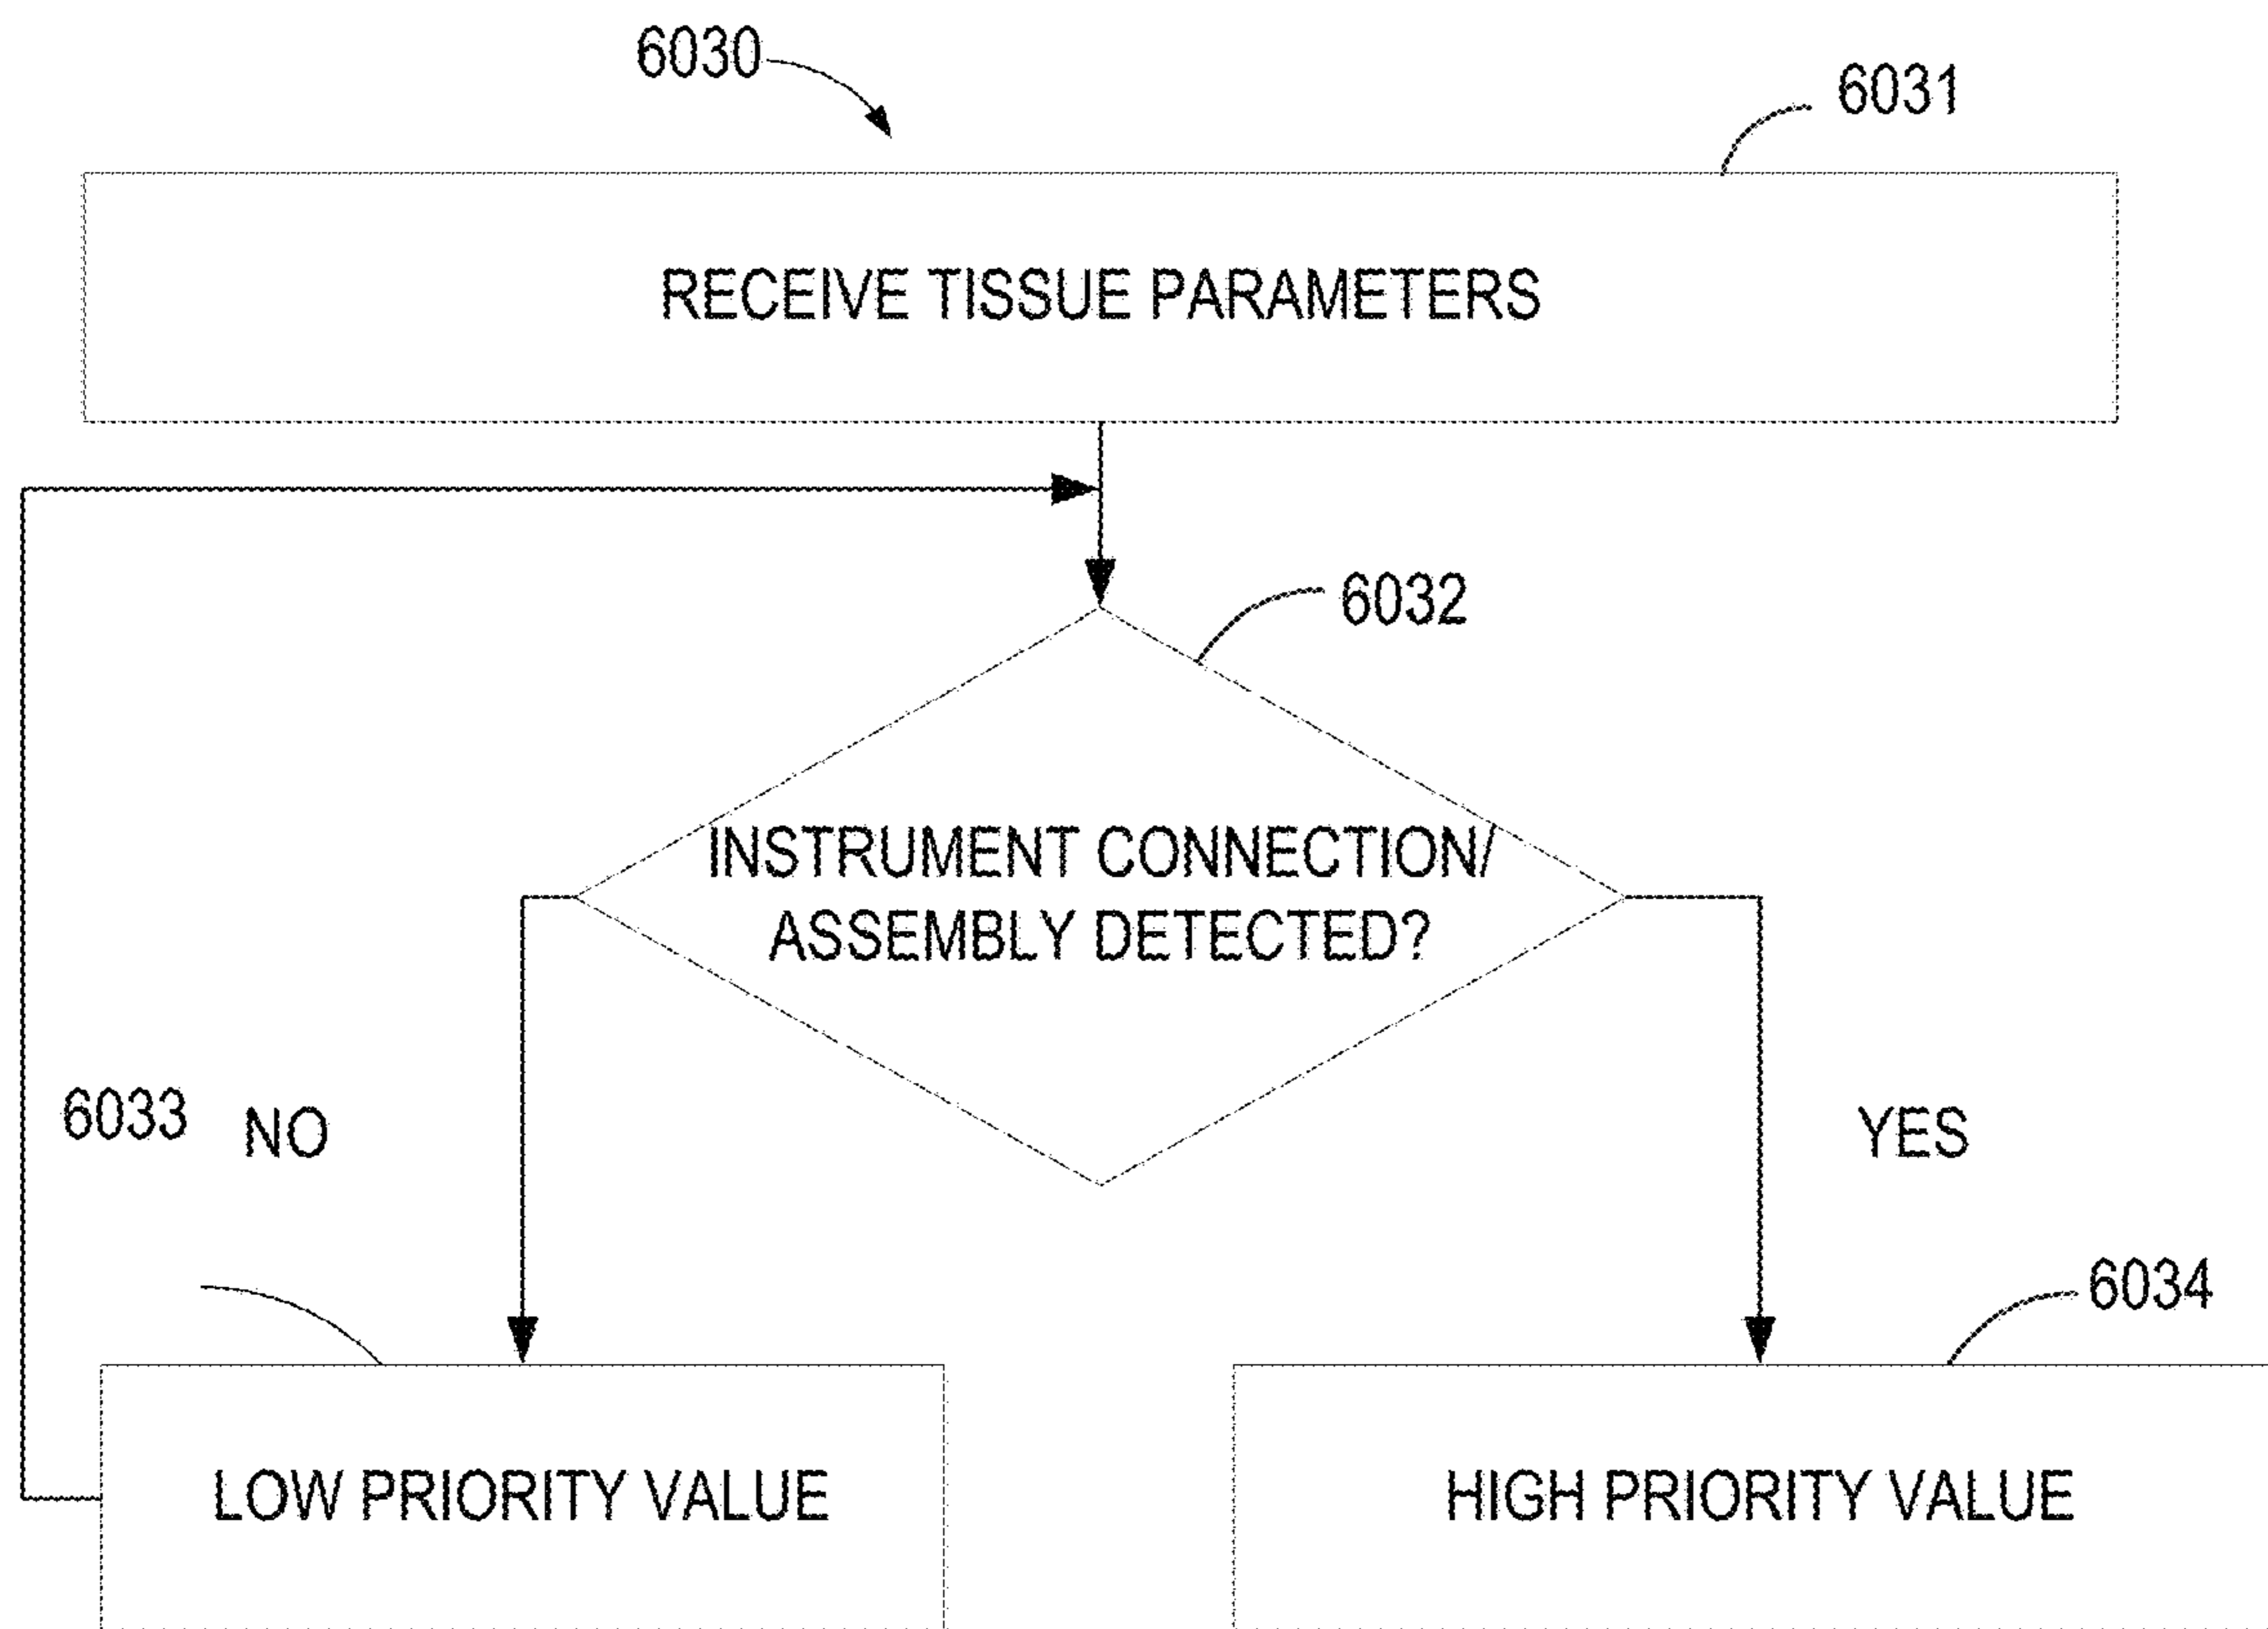 6030
6031
RECEIVE TISSUE PARAMETERS
6032
INSTRUMENT CONNECTION/
ASSEMBLY DETECTED?
6033
NO
YES
6034
LOW PRIORITY VALUE
HIGH PRIORITY VALUE